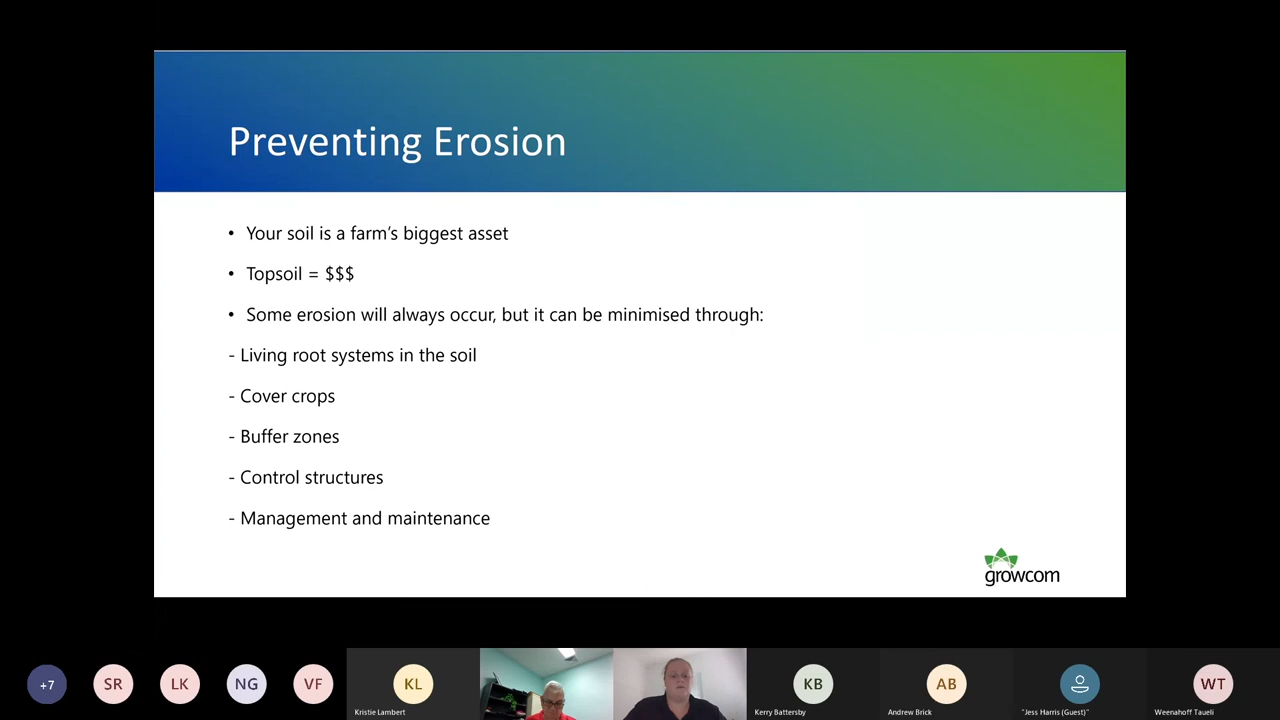 Preventing Erosion
• Your soil is a farm's biggest asset
• Topsoil = $$$
• Some erosion will always occur, but it can be minimised through:
- Living root systems in the soil
- Cover crops
- Buffer zones
- Control structures
- Management and maintenance
growcom
+7
SR
LK
NG
VF
KL
KB
AB
WT
Kristie Lambert
Kerry Battersby
Andrew Brick
"Jess Harris (Guest)"
Weenahoff Taueli